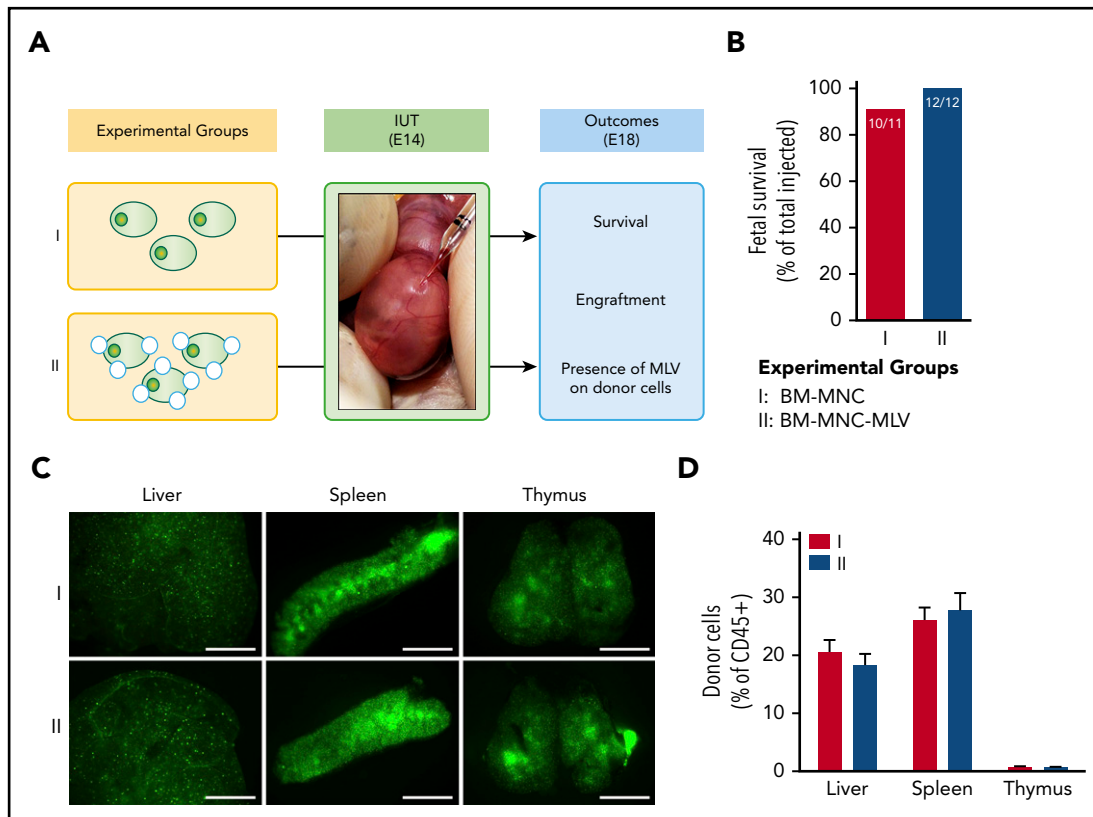 A
Experimental Groups
IUT
(E14)
Outcomes
(E18)
I
II
Survival
Engraftment
Presence of MLV
on donor cells
B
Fetal survival
(% of total injected)
100
80
60
40
20
0
10/11
12/12
I
II
Experimental Groups
I: BM-MNC
II: BM-MNC-MLV
C
Liver
Spleen
Thymus
I
II
D
Donor cells
(% of CD45+)
40
30
20
10
0
I
II
Liver
Spleen
Thymus